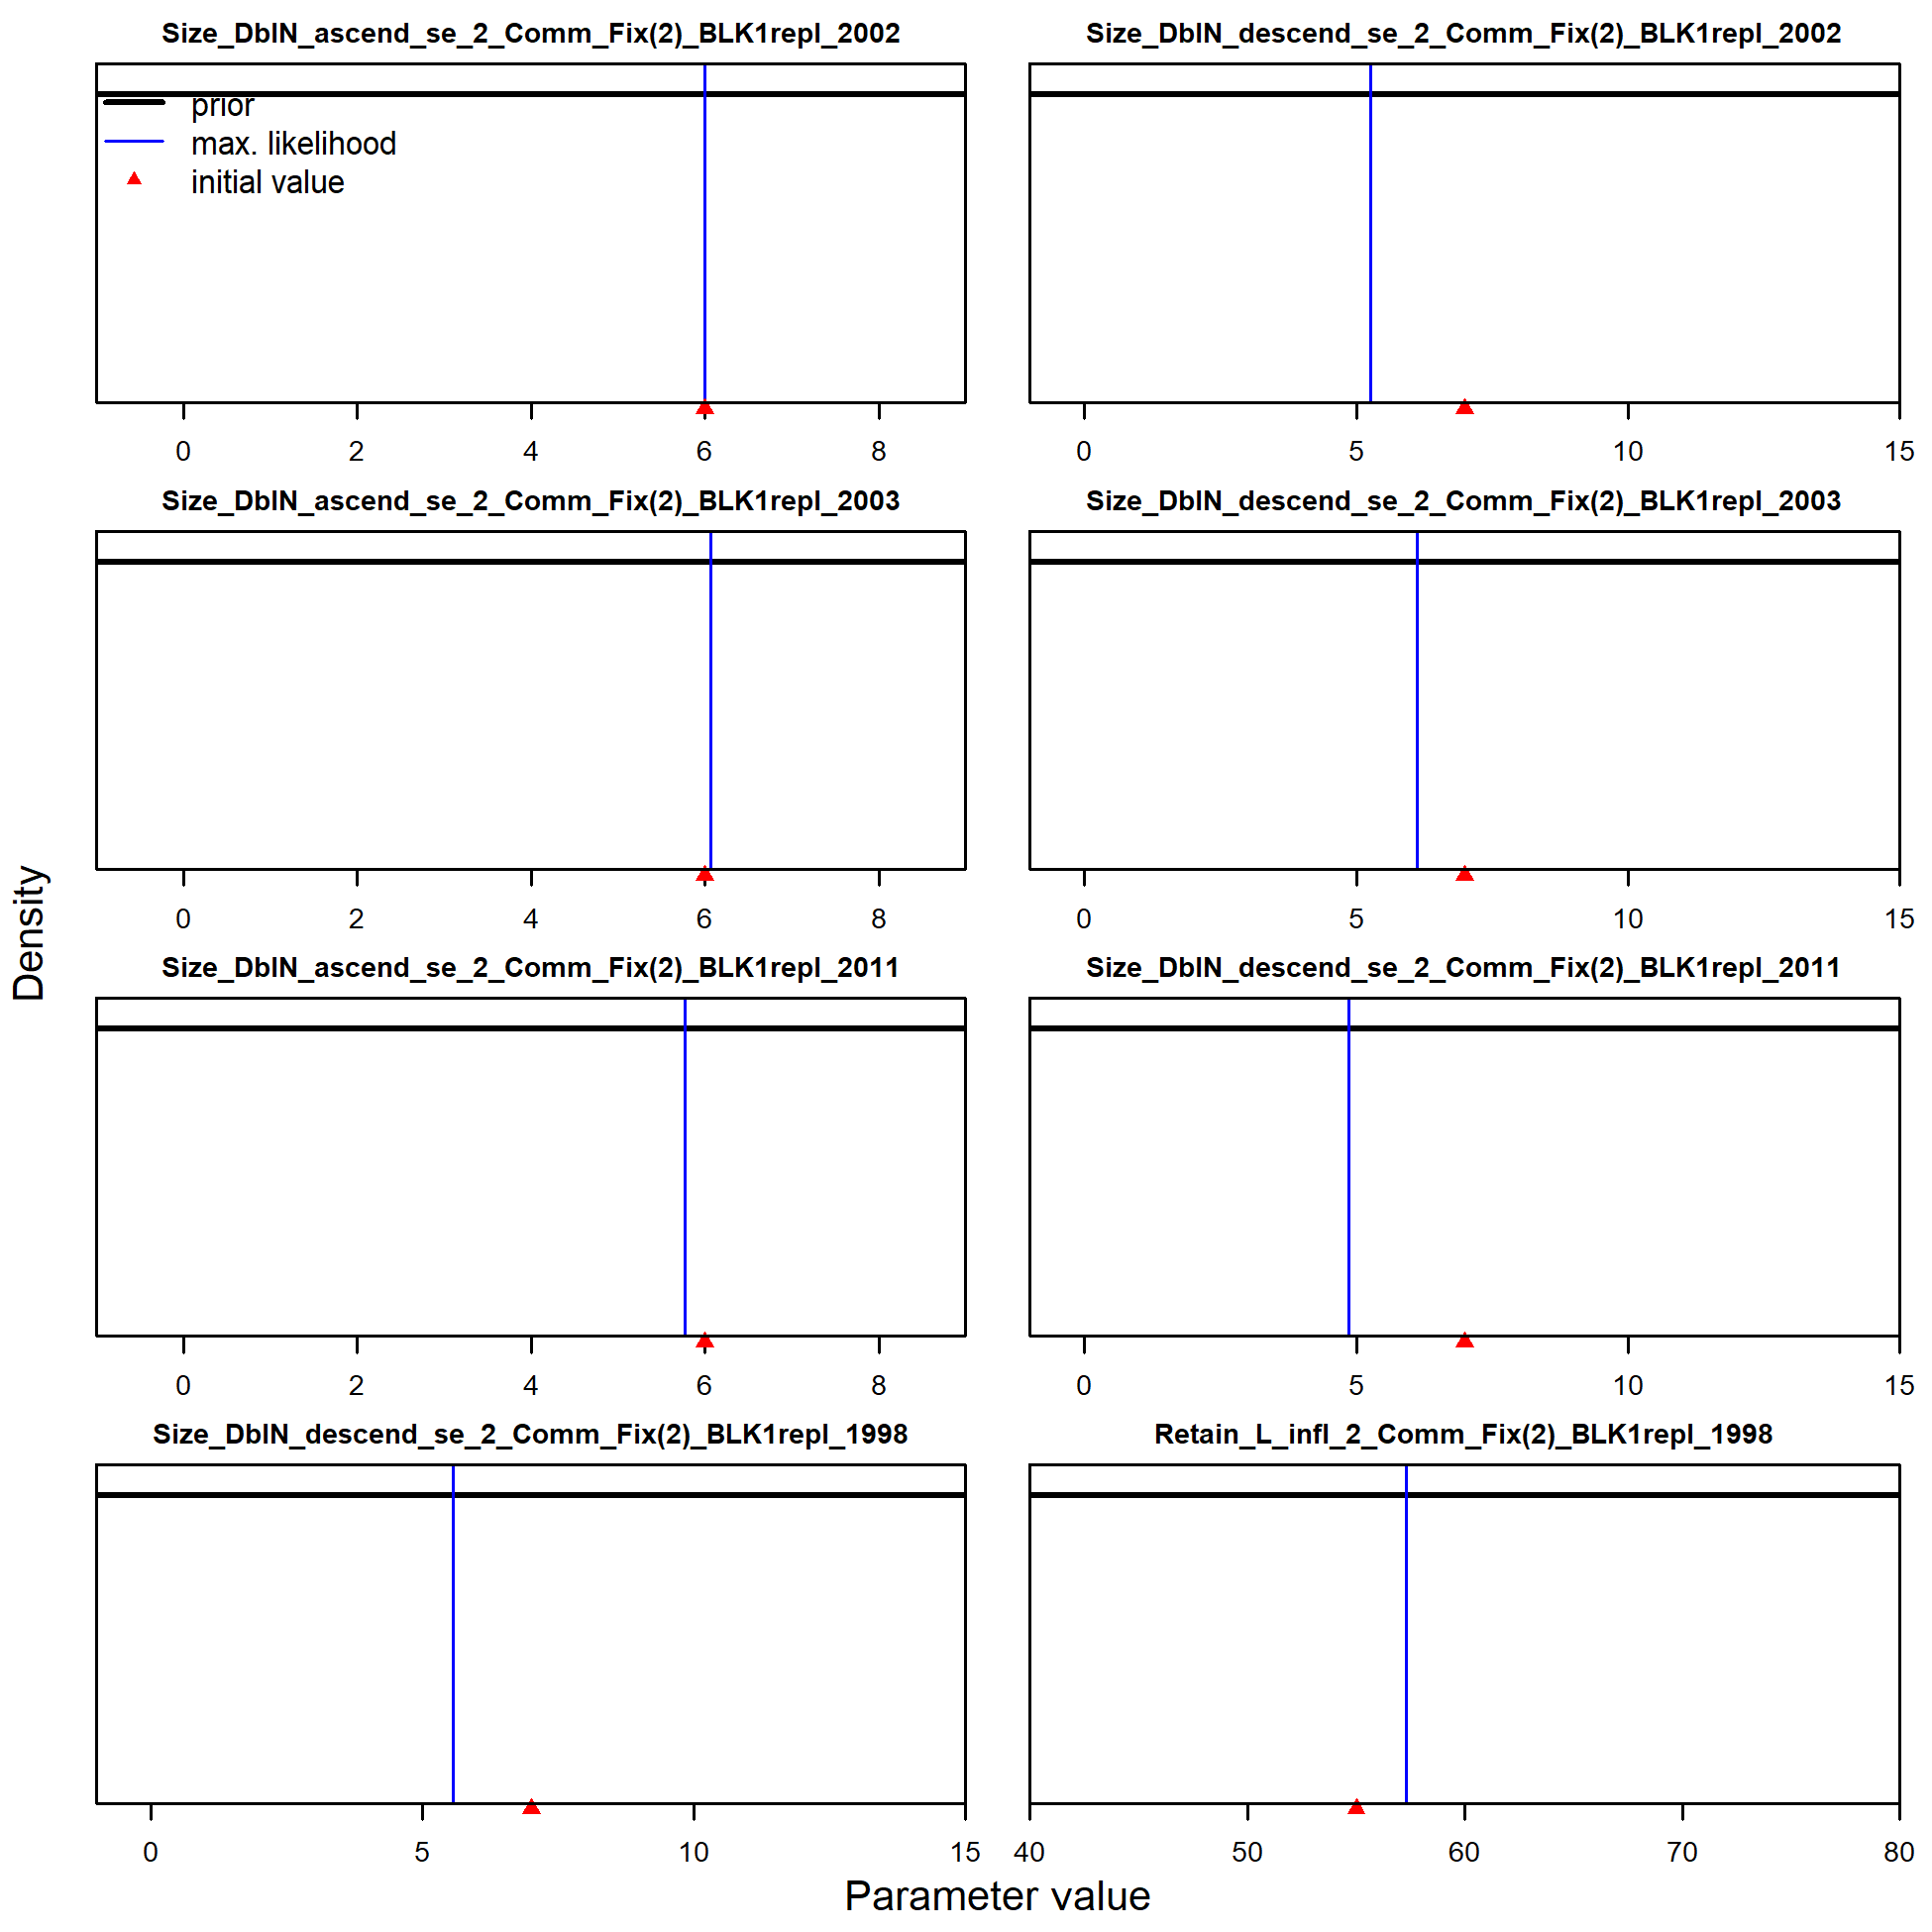 Size_DblN_ascend_se_2_Comm_Fix(2)_BLK1repl_2002
prior
max. likelihood
initial value
0 2 4 6 8
Size_DblN_descend_se_2_Comm_Fix(2)_BLK1repl_2002
0 5 10 15
Size_DblN_ascend_se_2_Comm_Fix(2)_BLK1repl_2003
0 2 4 6 8
Size_DblN_descend_se_2_Comm_Fix(2)_BLK1repl_2003
0 5 10 15
Density
Size_DblN_ascend_se_2_Comm_Fix(2)_BLK1repl_2011
0 2 4 6 8
Size_DblN_descend_se_2_Comm_Fix(2)_BLK1repl_2011
0 5 10 15
Size_DblN_descend_se_2_Comm_Fix(2)_BLK1repl_1998
0 5 10 15
Retain_L_infl_2_Comm_Fix(2)_BLK1repl_1998
40 50 60 70 80
Parameter value